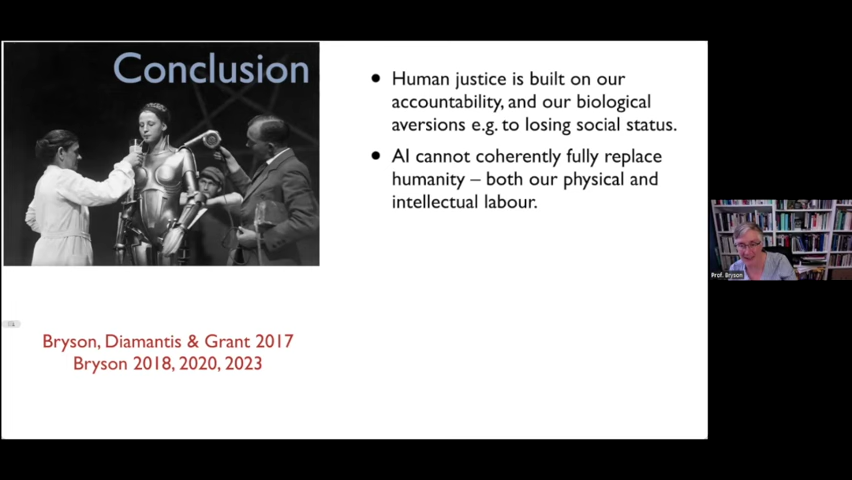 Conclusion
• Human justice is built on our
accountability, and our biological
aversions e.g. to losing social status.
• AI cannot coherently fully replace
humanity – both our physical and
intellectual labour.
Bryson, Diamantis & Grant 2017
Bryson 2018, 2020, 2023
Prof. Bryson